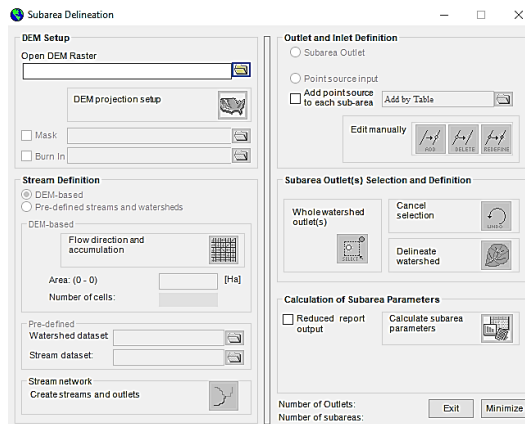 Subarea Delineation
DEM Setup
Open DEM Raster
DEM projection setup
Mask
Burn In
Stream Definition
DEM-based
Pre-defined streams and watersheds
DEM-based
Flow direction and
accumulation
Area: (0 - 0) [Ha]
Number of cells:
Pre-defined
Watershed dataset
Stream dataset:
Stream network
Create streams and outlets
Outlet and Inlet Definition
Subarea Outlet
Point source input
Add point source
to each sub-area
Add by Table
Edit manually
ADD DELETE REDEFINE
Subarea Outlet(s) Selection and Definition
Whole watershed
outlet(s)
SELECT
Cancel
selection
UNDO
Delineate
watershed
Calculation of Subarea Parameters
Reduced report
output
Calculate subarea
parameters
Number of Outlets:
Number of subareas:
Exit
Minimize